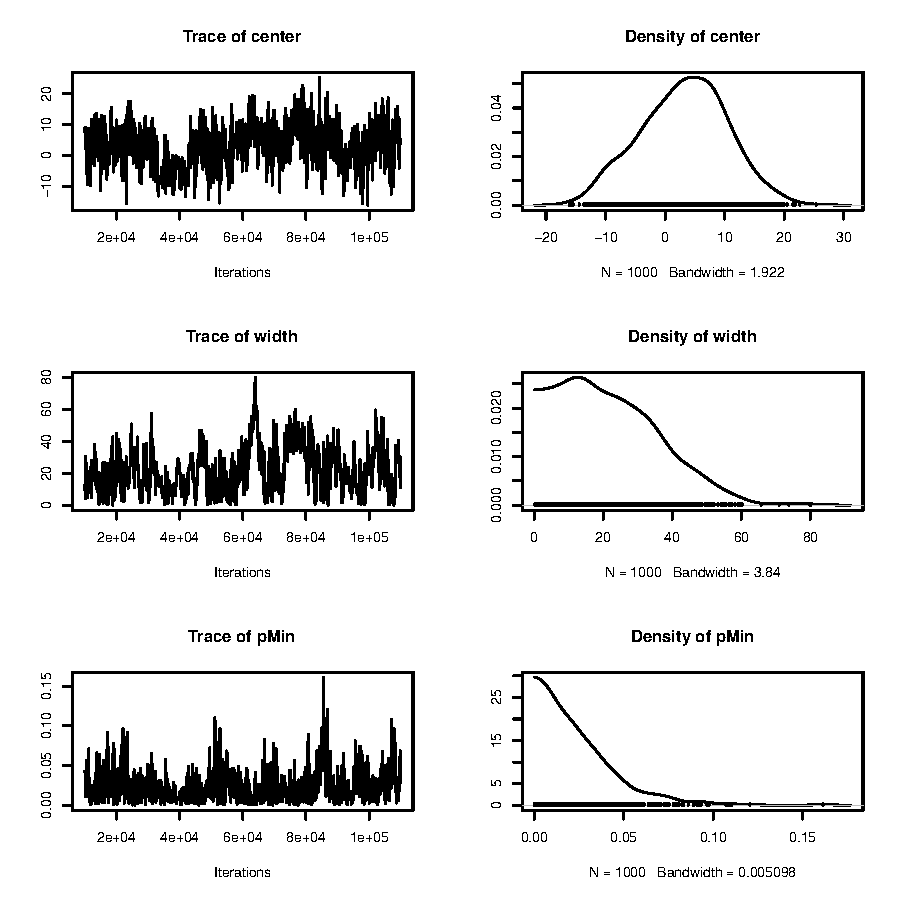 Trace of center
20
10
0
−10
2e+04 4e+04 6e+04 8e+04 1e+05
Iterations
Density of center
0.04
0.02
0.00
−20 −10 0 10 20 30
N = 1000 Bandwidth = 1.922
Trace of width
80
60
40
20
0
2e+04 4e+04 6e+04 8e+04 1e+05
Iterations
Density of width
0.020
0.010
0.000
0 20 40 60 80
N = 1000 Bandwidth = 3.84
Trace of pMin
0.15
0.10
0.05
0.00
2e+04 4e+04 6e+04 8e+04 1e+05
Iterations
Density of pMin
25
15
5
0
0.00 0.05 0.10 0.15
N = 1000 Bandwidth = 0.005098